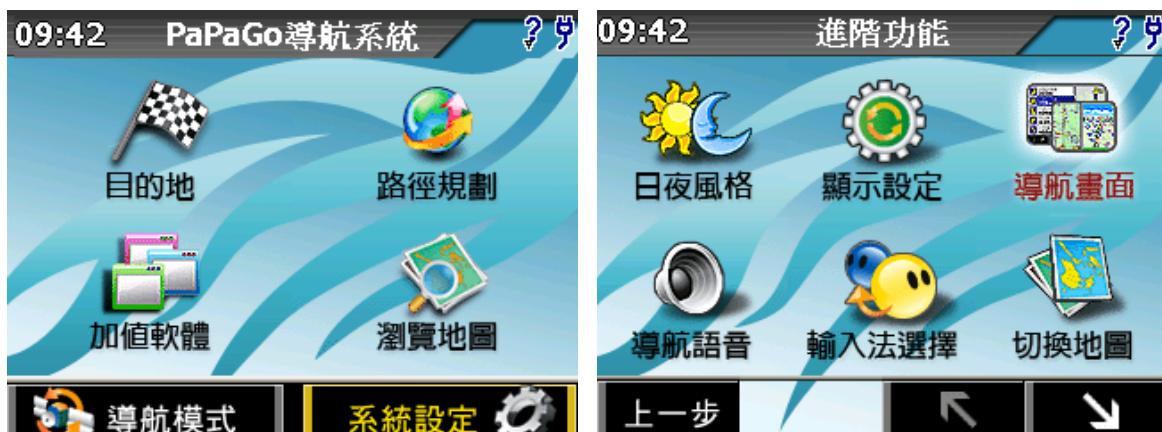 09:42 PaPaGo導航系統
目的地 路徑規劃
加值軟體 瀏覽地圖
導航模式 系統設定
09:42 進階功能
日夜風格 顯示設定 導航畫面
導航語音 輸入法選擇 切換地圖
上一步